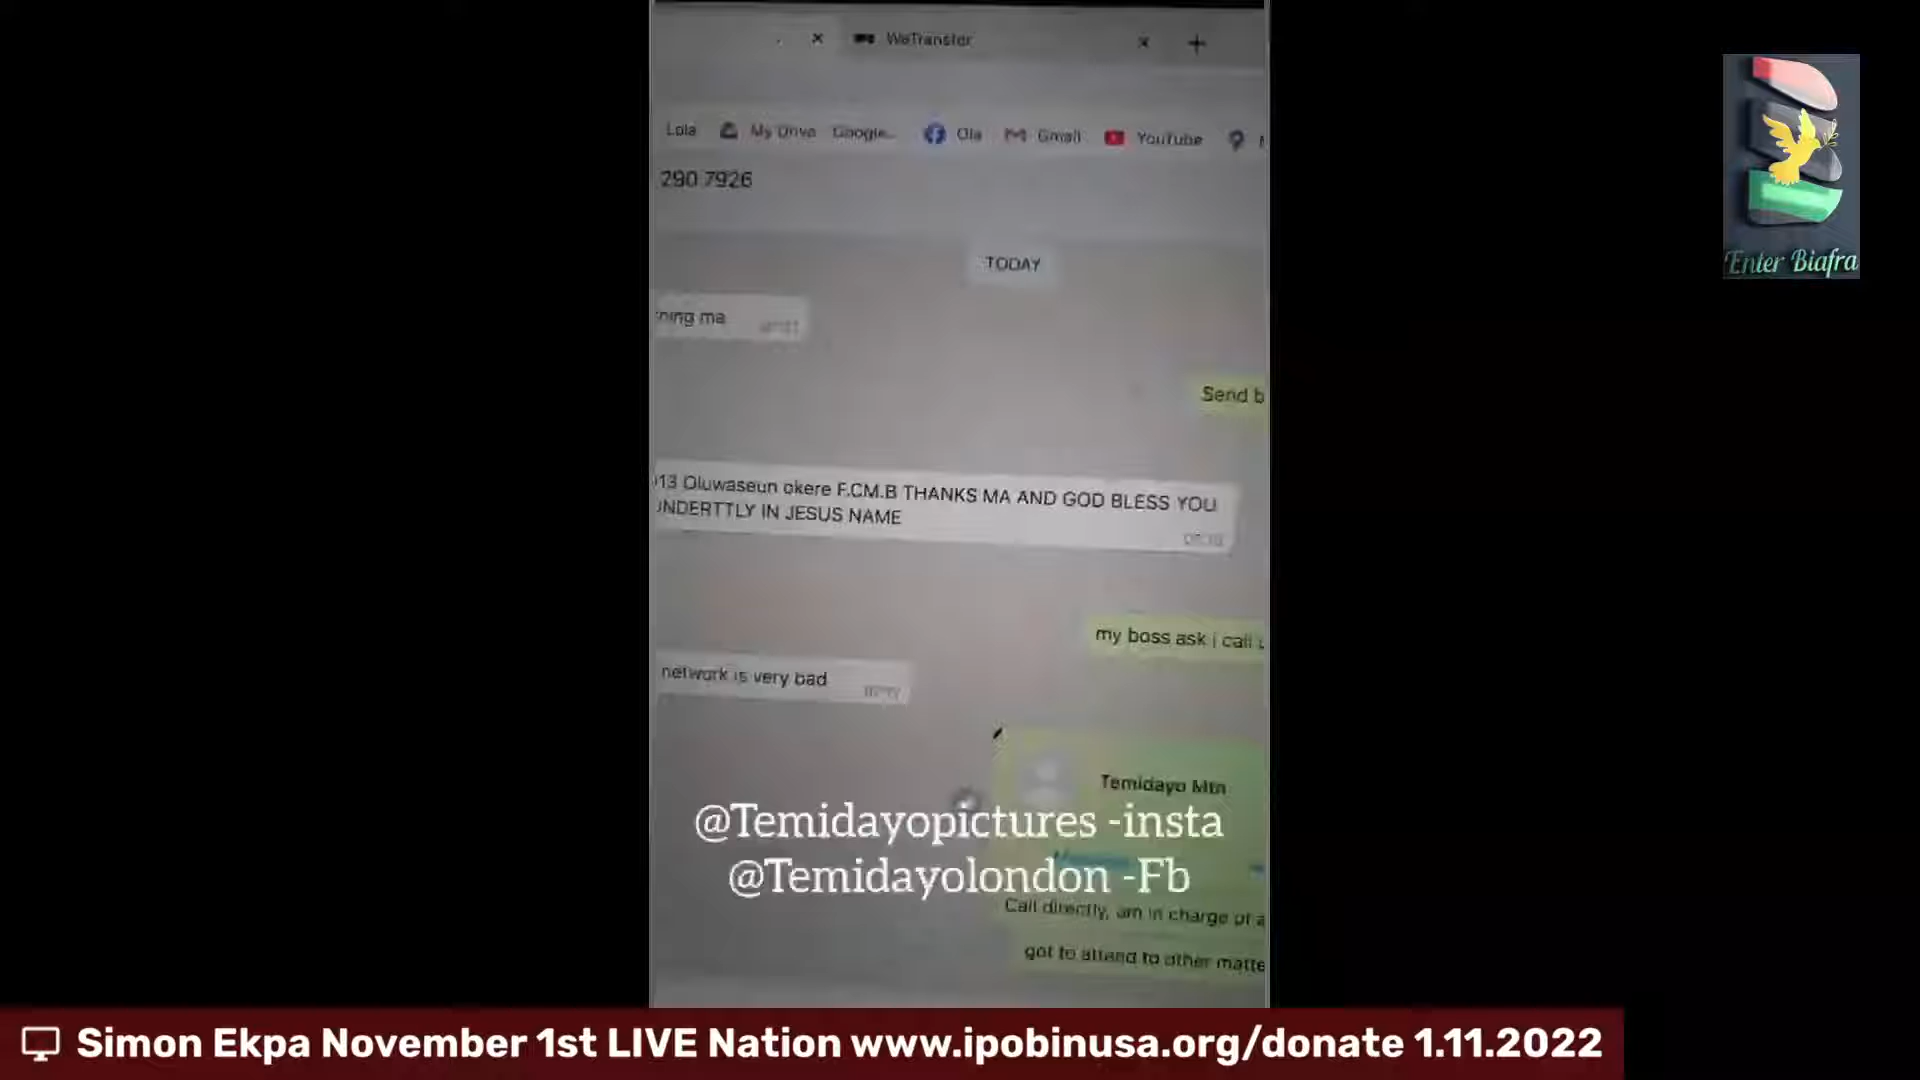 WeTransfer
Lola My Drive Google... Ola Gmail YouTube
290 7926
TODAY
ning ma
Send b
13 Oluwaseun okere F.CM.B THANKS MA AND GOD BLESS YOU
NDERTTLY IN JESUS NAME
my boss ask i call
network is very bad
Temidayo Mtn
@Temidayopictures -insta
@Temidayolondon -Fb
Call directly, am in charge of a
got to attend to other matte
Enter Biafra
Simon Ekpa November 1st LIVE Nation www.ipobinusa.org/donate 1.11.2022